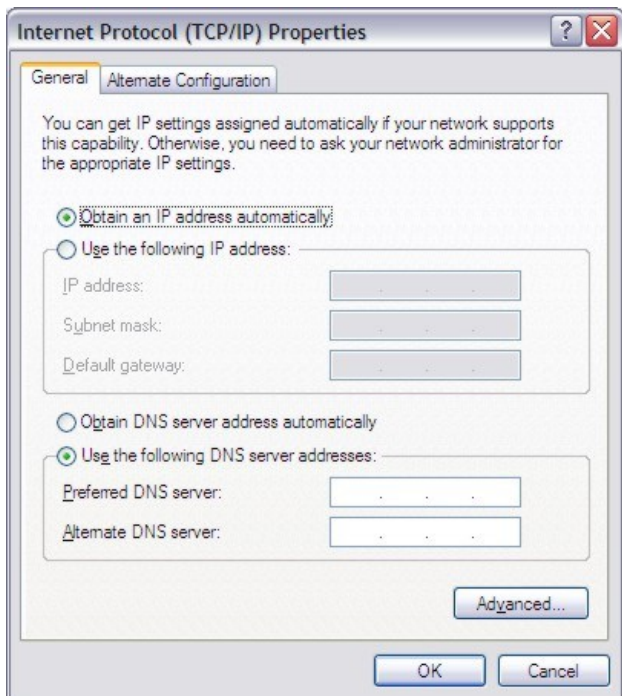 Internet Protocol (TCP/IP) Properties
General
Alternate Configuration
You can get IP settings assigned automatically if your network supports
this capability. Otherwise, you need to ask your network administrator for
the appropriate IP settings.
Obtain an IP address automatically
Use the following IP address:
IP address:
Subnet mask:
Default gateway:
Obtain DNS server address automatically
Use the following DNS server addresses:
Preferred DNS server:
Alternate DNS server:
Advanced...
OK
Cancel